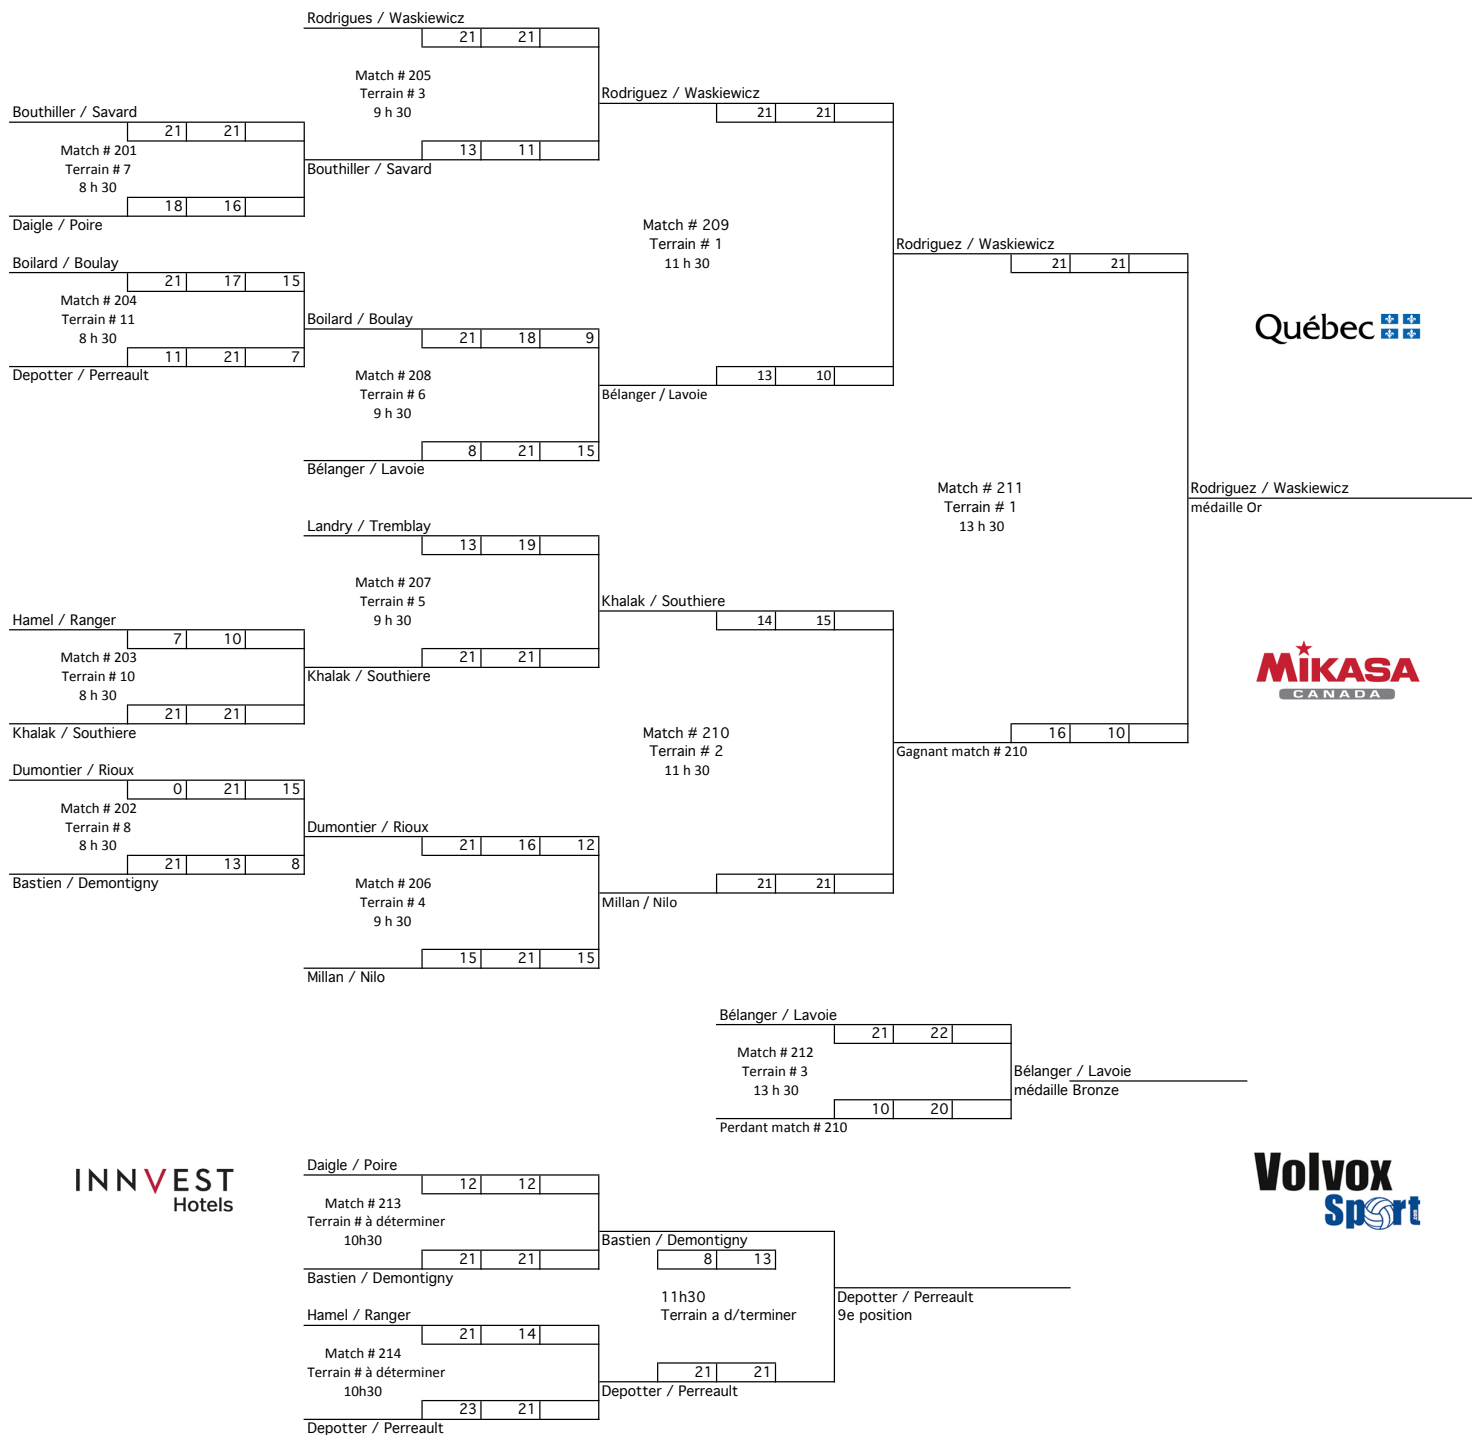 Rodrigues / Waskiewicz
21 21
Match # 205
Terrain # 3
9 h 30
13 11
Bouthiller / Savard
Bouthiller / Savard
21 21
Match # 201
Terrain # 7
8 h 30
18 16
Daigle / Poire
Rodriguez / Waskiewicz
21 21
Match # 209
Terrain # 1
11 h 30
13 10
Bélanger / Lavoie
Boilard / Boulay
21 17 15
Match # 204
Terrain # 11
8 h 30
11 21 7
Depotter / Perreault
Boilard / Boulay
21 18 9
Match # 208
Terrain # 6
9 h 30
8 21 15
Bélanger / Lavoie
Rodriguez / Waskiewicz
21 21
Match # 211
Terrain # 1
13 h 30
16 10
Gagnant match # 210
Rodriguez / Waskiewicz
médaille Or
Québec
Landry / Tremblay
13 19
Match # 207
Terrain # 5
9 h 30
21 21
Khalak / Southiere
Hamel / Ranger
7 10
Match # 203
Terrain # 10
8 h 30
21 21
Khalak / Southiere
Khalak / Southiere
14 15
Match # 210
Terrain # 2
11 h 30
21 21
Millan / Nilo
MIKASA
CANADA
Dumontier / Rioux
0 21 15
Match # 202
Terrain # 8
8 h 30
21 13 8
Bastien / Demontigny
Dumontier / Rioux
21 16 12
Match # 206
Terrain # 4
9 h 30
15 21 15
Millan / Nilo
Bélanger / Lavoie
21 22
Match # 212
Terrain # 3
13 h 30
10 20
Perdant match # 210
Bélanger / Lavoie
médaille Bronze
INNVEST
Hotels
Volvox
Sport
Daigle / Poire
12 12
Match # 213
Terrain # à déterminer
10h30
21 21
Bastien / Demontigny
Bastien / Demontigny
8 13
11h30
Terrain a d/terminer
21 21
Depotter / Perreault
Depotter / Perreault
9e position
Hamel / Ranger
21 14
Match # 214
Terrain # à déterminer
10h30
23 21
Depotter / Perreault